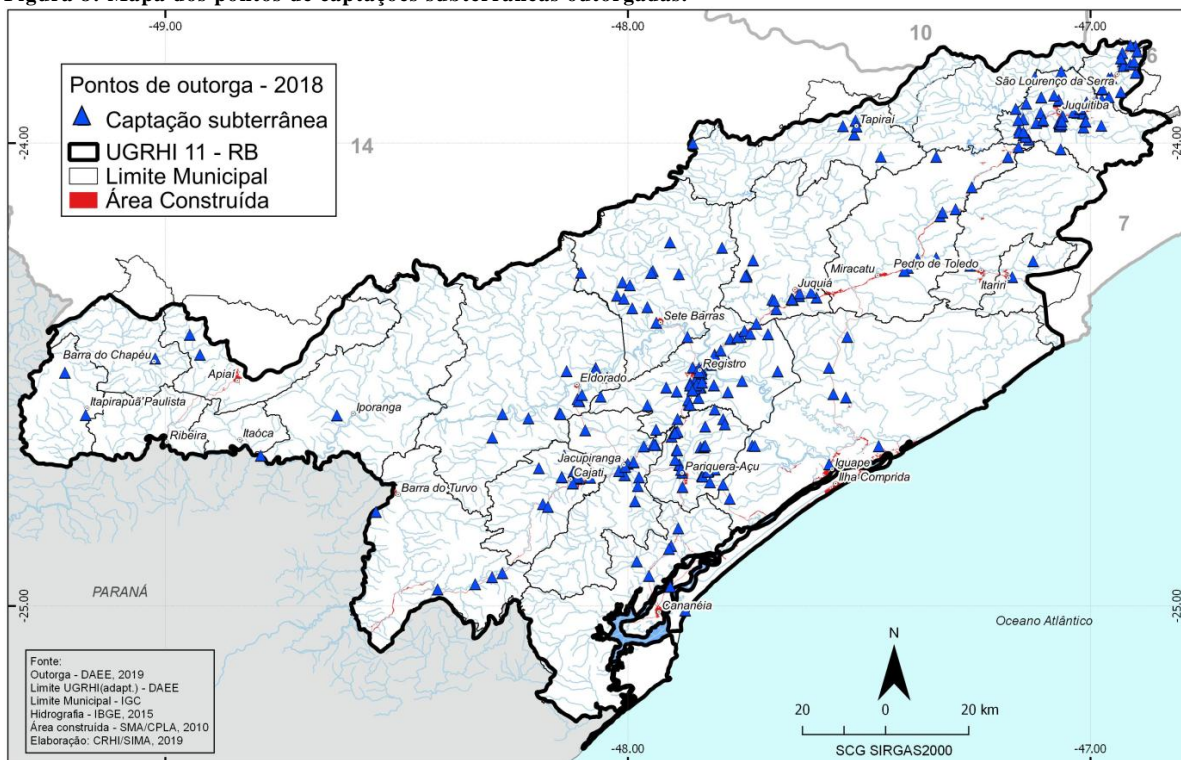 Figura 6: Mapa dos pontos de captações subterrâneas outorgadas.
-49.00
-48.00
-47.00
10
6
Pontos de outorga - 2018
Captação subterrânea
UGRHI 11 - RB
Limite Municipal
Área Construída
14
7
-24.00
-24.00
São Lourenço da Serra
Juquitiba
Tapiraí
Pedro de Toledo
Miracatu
Itariri
Juquiá
Sete Barras
Registro
Eldorado
Barra do Chapéu
Apiaí
Itapirapuã Paulista
Iporanga
Ribeira
Itaóca
Jacupiranga
Cajati
Pariquera-Açu
Iguape
Ilha Comprida
Barra do Turvo
Cananéia
PARANÁ
Oceano Atlântico
-25.00
-25.00
Fonte:
Outorga - DAEE, 2019
Limite UGRHI(adapt.) - DAEE
Limite Municipal - IGC
Hidrografia - IBGE, 2015
Área construída - SMA/CPLA, 2010
Elaboração: CRHI/SIMA, 2019
N
20 0 20 km
SCG SIRGAS2000
-48.00
-47.00